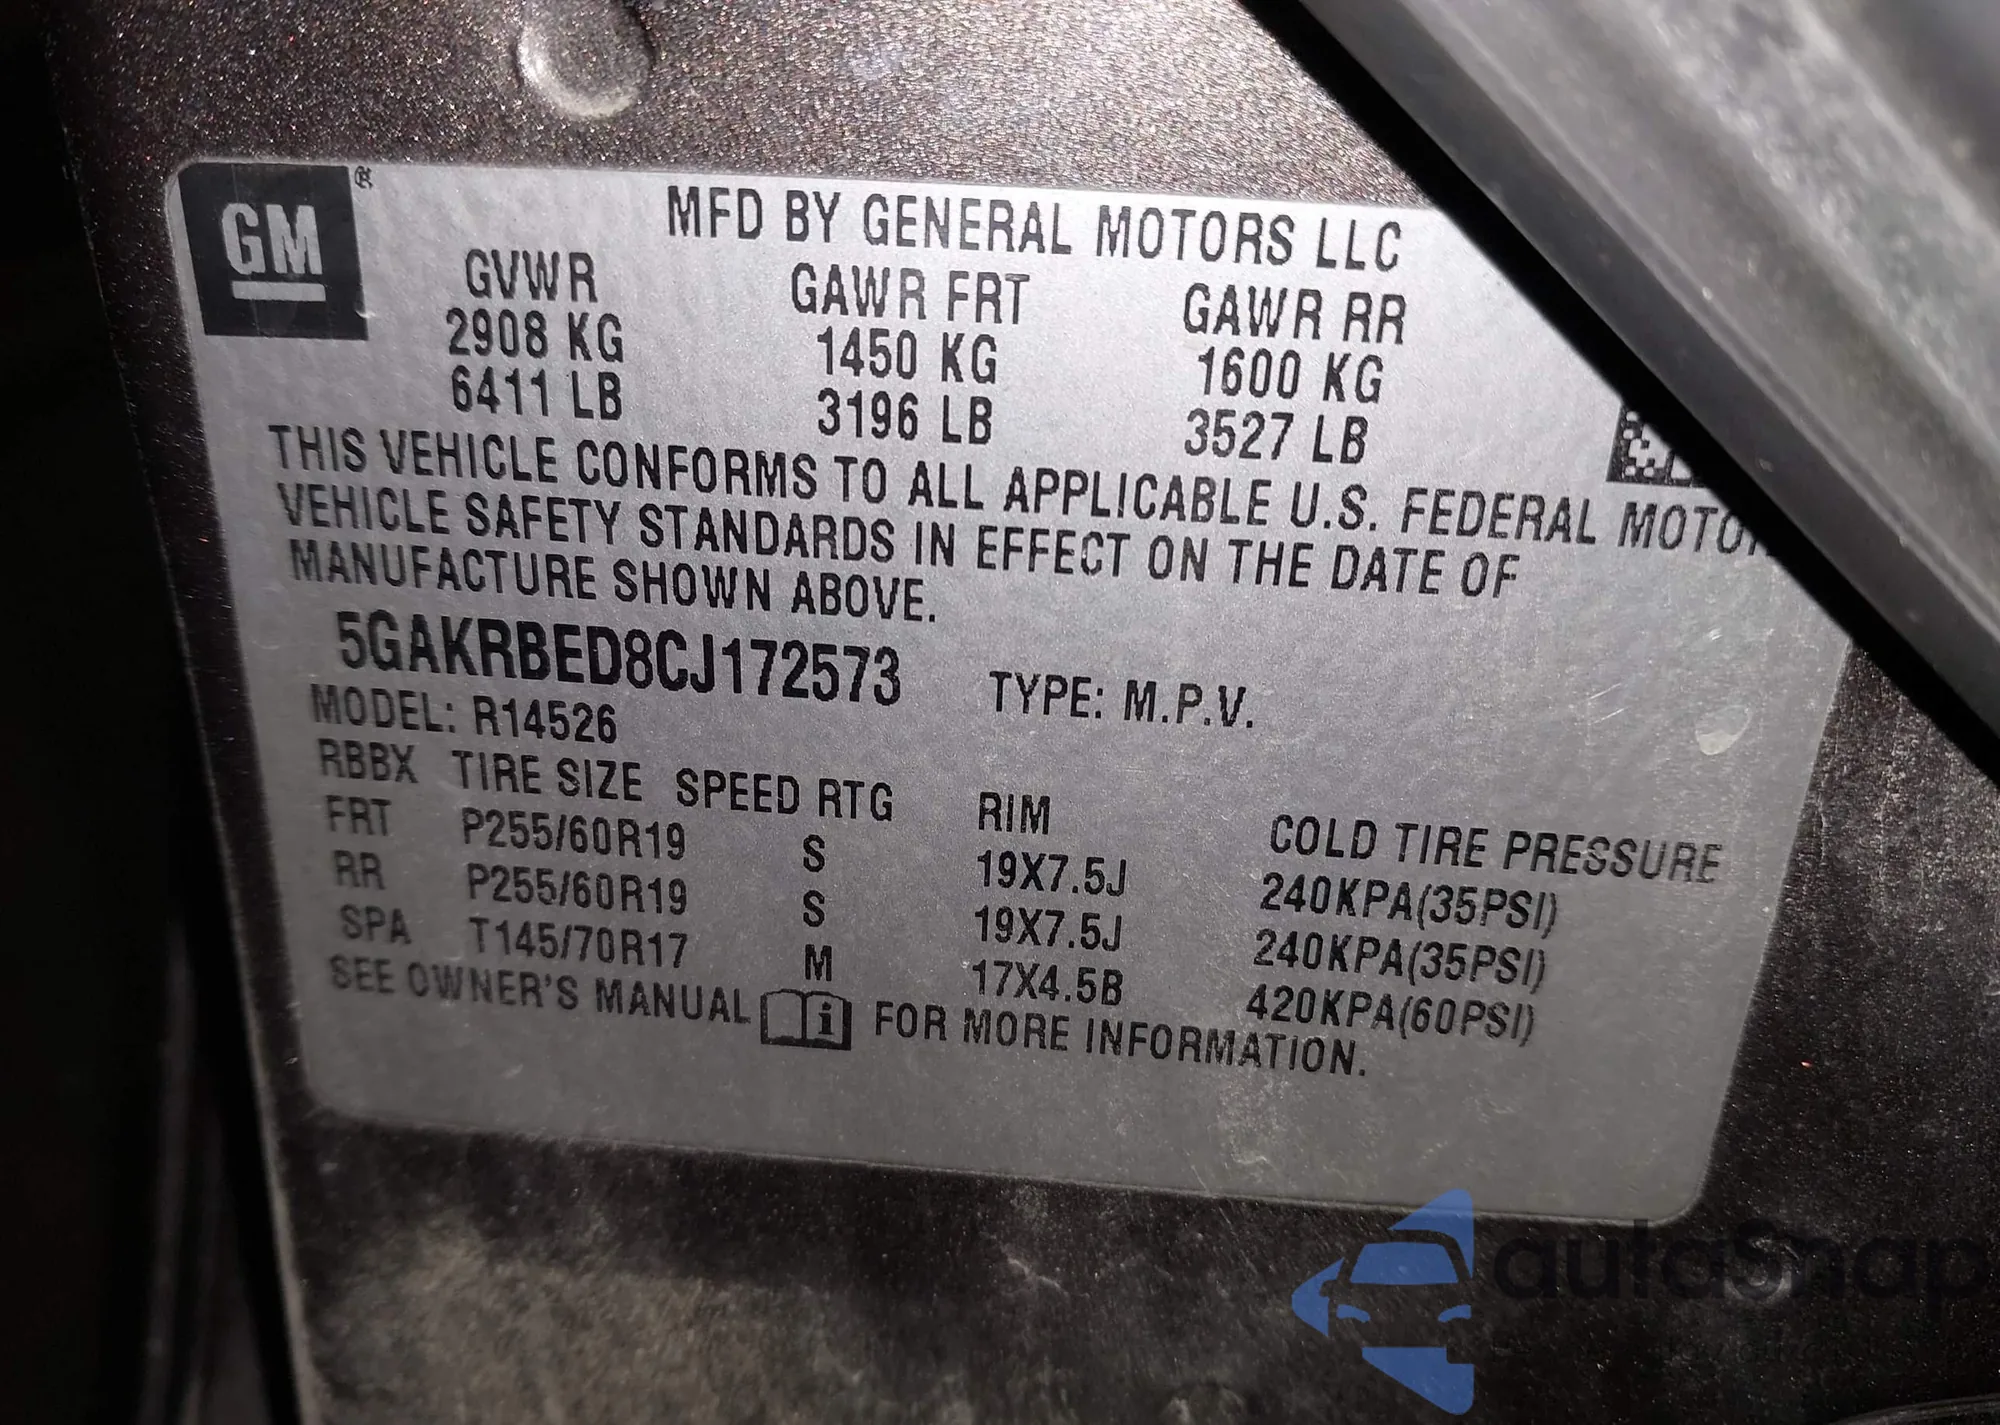 GM ®
MFD BY GENERAL MOTORS LLC
GVWR GAWR FRT GAWR RR
2908 KG 1450 KG 1600 KG
6411 LB 3196 LB 3527 LB
THIS VEHICLE CONFORMS TO ALL APPLICABLE U.S. FEDERAL MOTOR
VEHICLE SAFETY STANDARDS IN EFFECT ON THE DATE OF
MANUFACTURE SHOWN ABOVE.
5GAKRBED8CJ172573 TYPE: M.P.V.
MODEL: R14526
RBBX TIRE SIZE SPEED RTG RIM COLD TIRE PRESSURE
FRT P255/60R19 S 19X7.5J 240KPA(35PSI)
RR P255/60R19 S 19X7.5J 240KPA(35PSI)
SPA T145/70R17 M 17X4.5B 420KPA(60PSI)
SEE OWNER'S MANUAL i FOR MORE INFORMATION.
autasnap